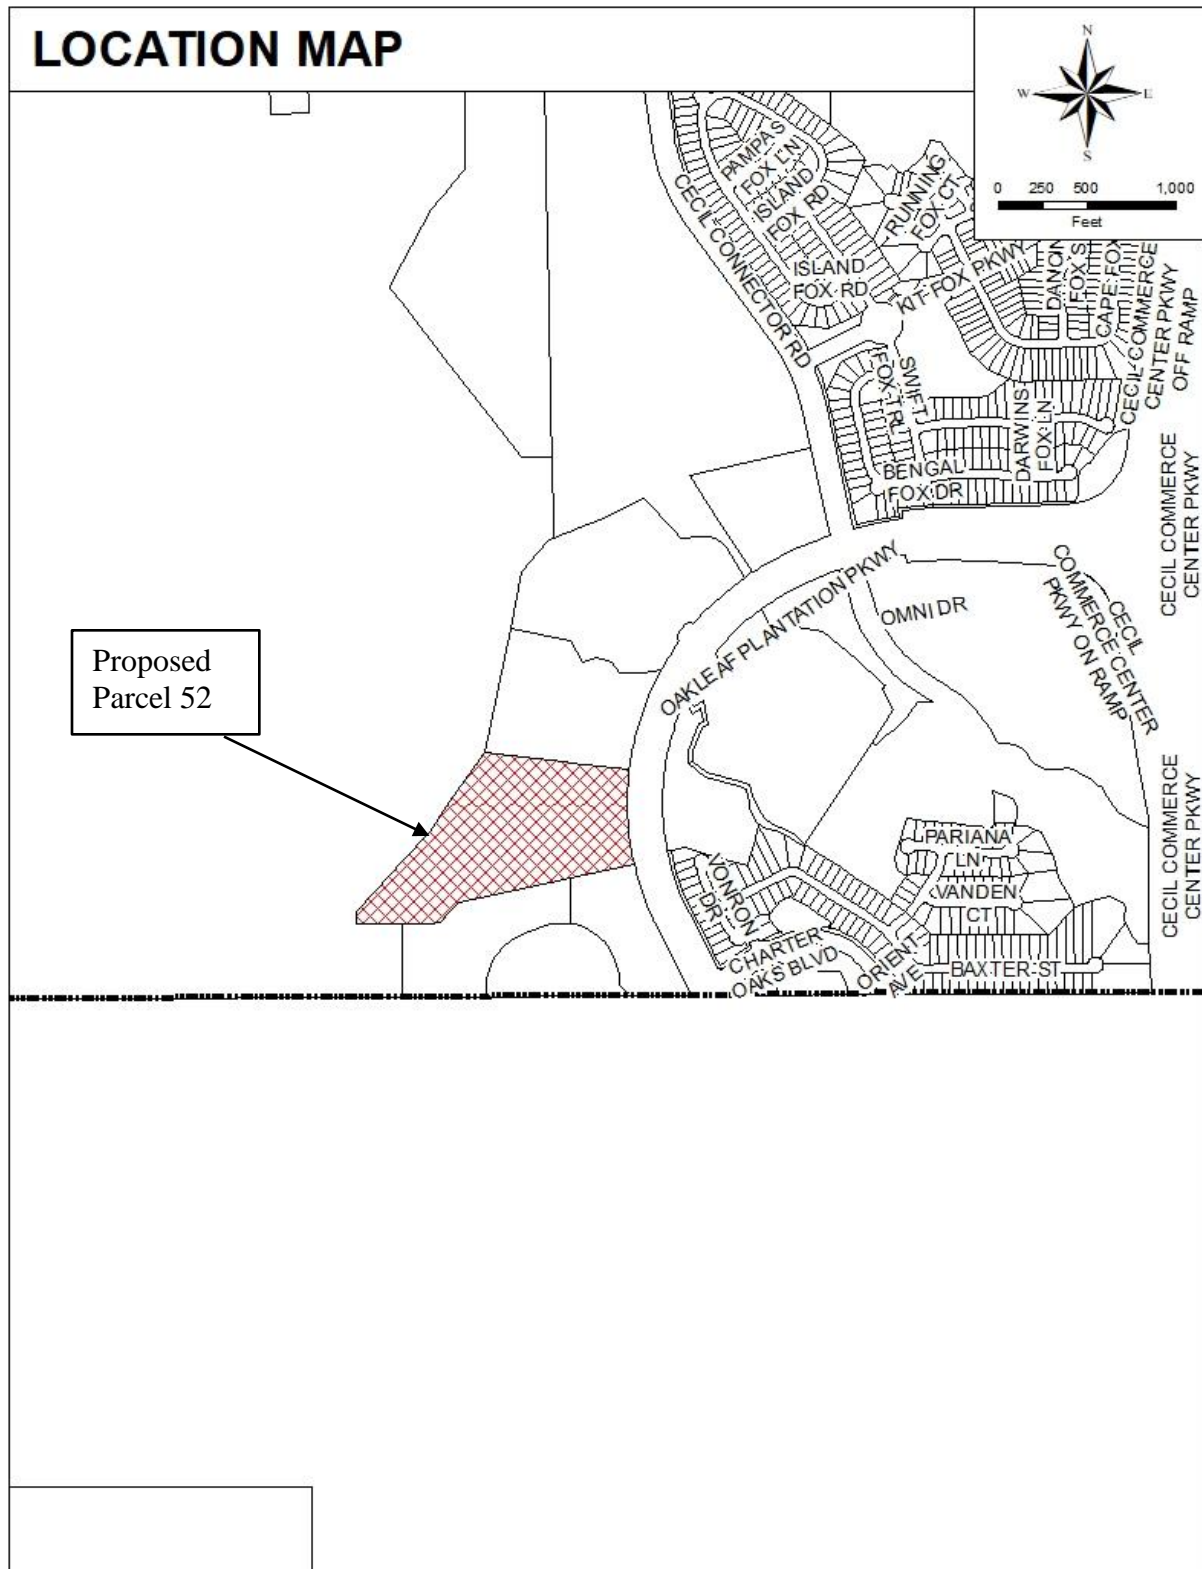 LOCATION MAP
N
W
E
S
0 250 500 1,000
Feet
PAMPAS
FOX LN
ISLAND
FOX RD
RUNNING
FOX CT
CECIL CONNECTOR RD
ISLAND
FOX RD
KIT FOX PKWY
FOX S
CAPE FOX
CECIL COMMERCE
CENTER PKWY
OFF RAMP
SWIFT
FOX TRL
DARWINS
FOX LN
BENGAL
FOX DR
CECIL COMMERCE
CENTER PKWY
OAKLEAF PLANTATION PKWY
OMNI DR
CECIL
COMMERCE CENTER
PKWY ON RAMP
Proposed
Parcel 52
CECIL COMMERCE
CENTER PKWY
PARIANA
LN
VANDEN
CT
VONRON
DR
CHARTER
OAKS BLVD
ORIENT
AVE
BAXTER ST